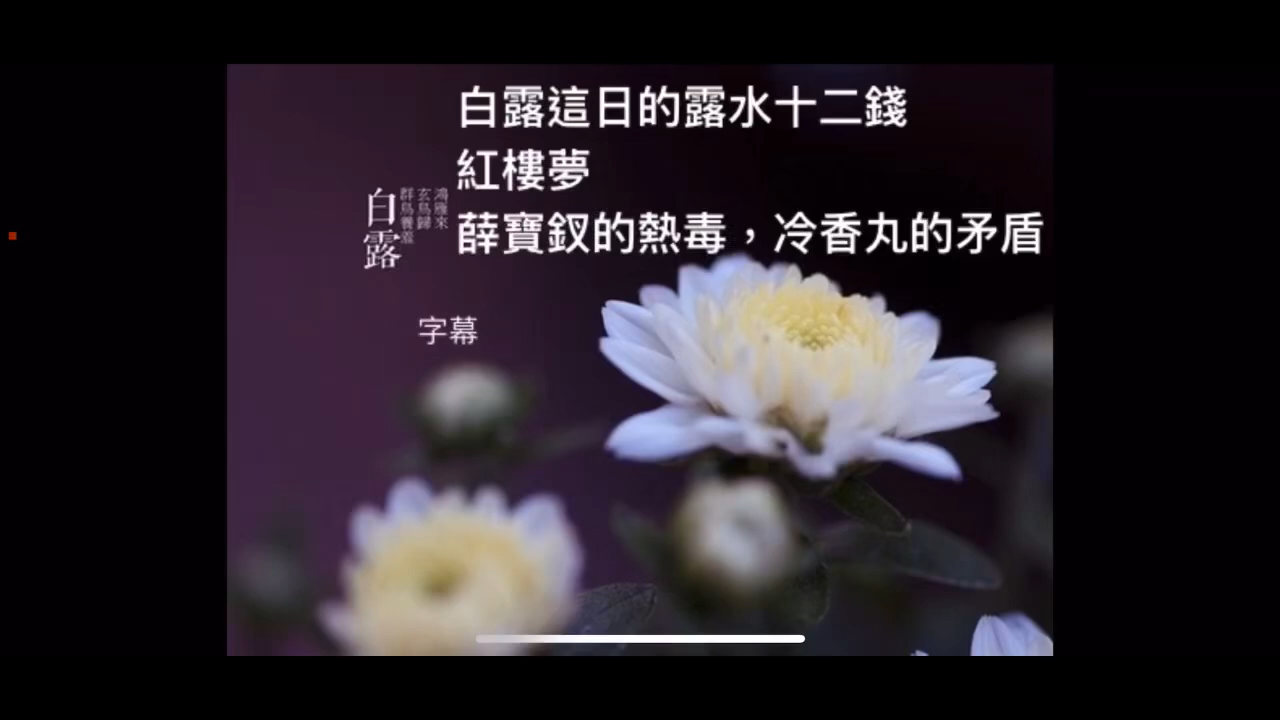 白露這日的露水十二錢
紅樓夢
薛寶釵的熱毒，冷香丸的矛盾
白露
鴻雁來
玄鳥歸
群鳥養羞
字幕